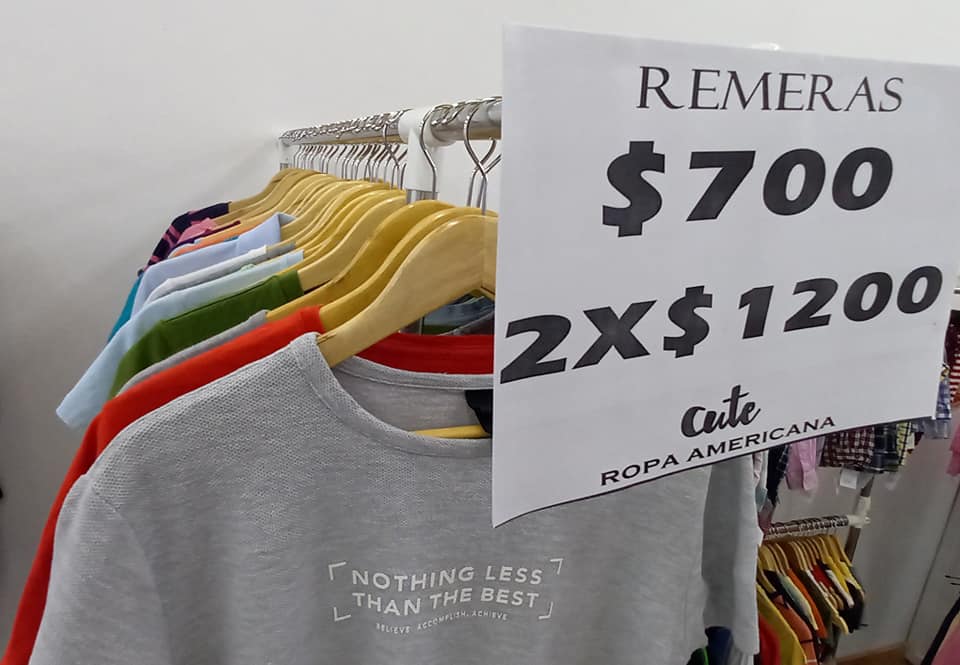 REMERAS
$700
2X$1200
cute
ROPA AMERICANA
NOTHING LESS
THAN THE BEST
BELIEVE. ACCOMPLISH. ACHIEVE